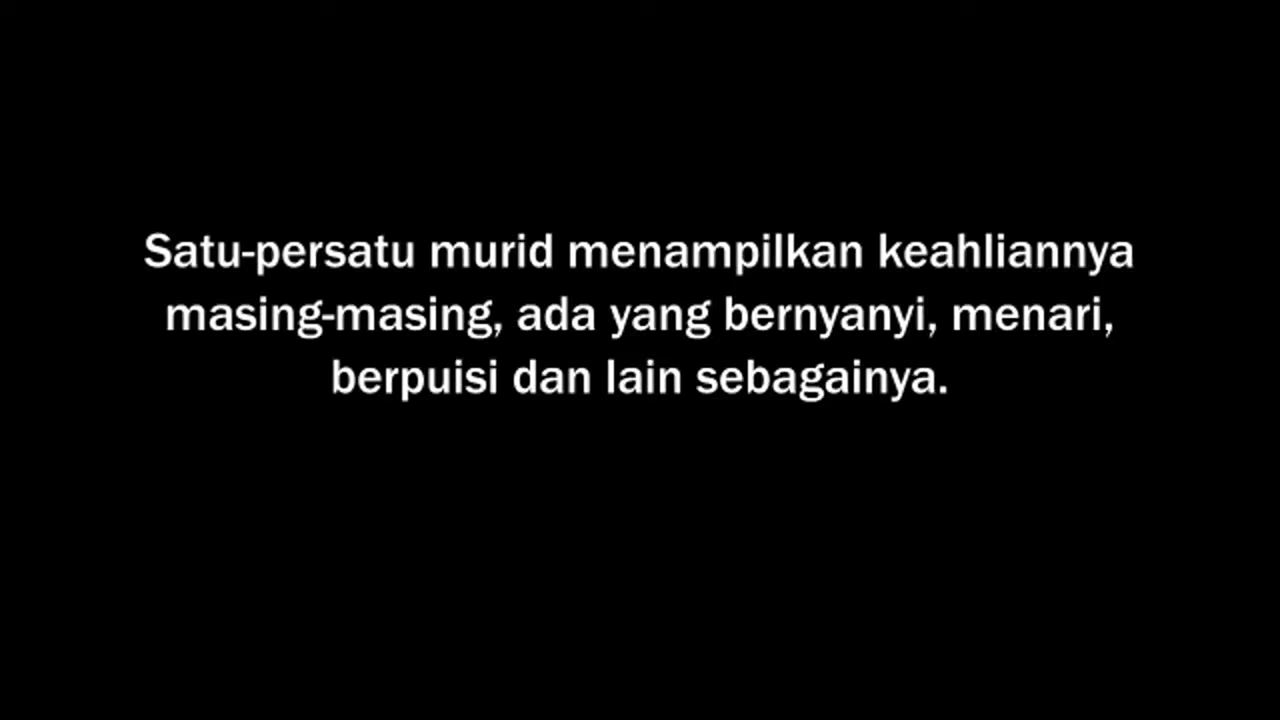 Satu-persatu murid menampilkan keahliannya
masing-masing, ada yang bernyanyi, menari,
berpuisi dan lain sebagainya.